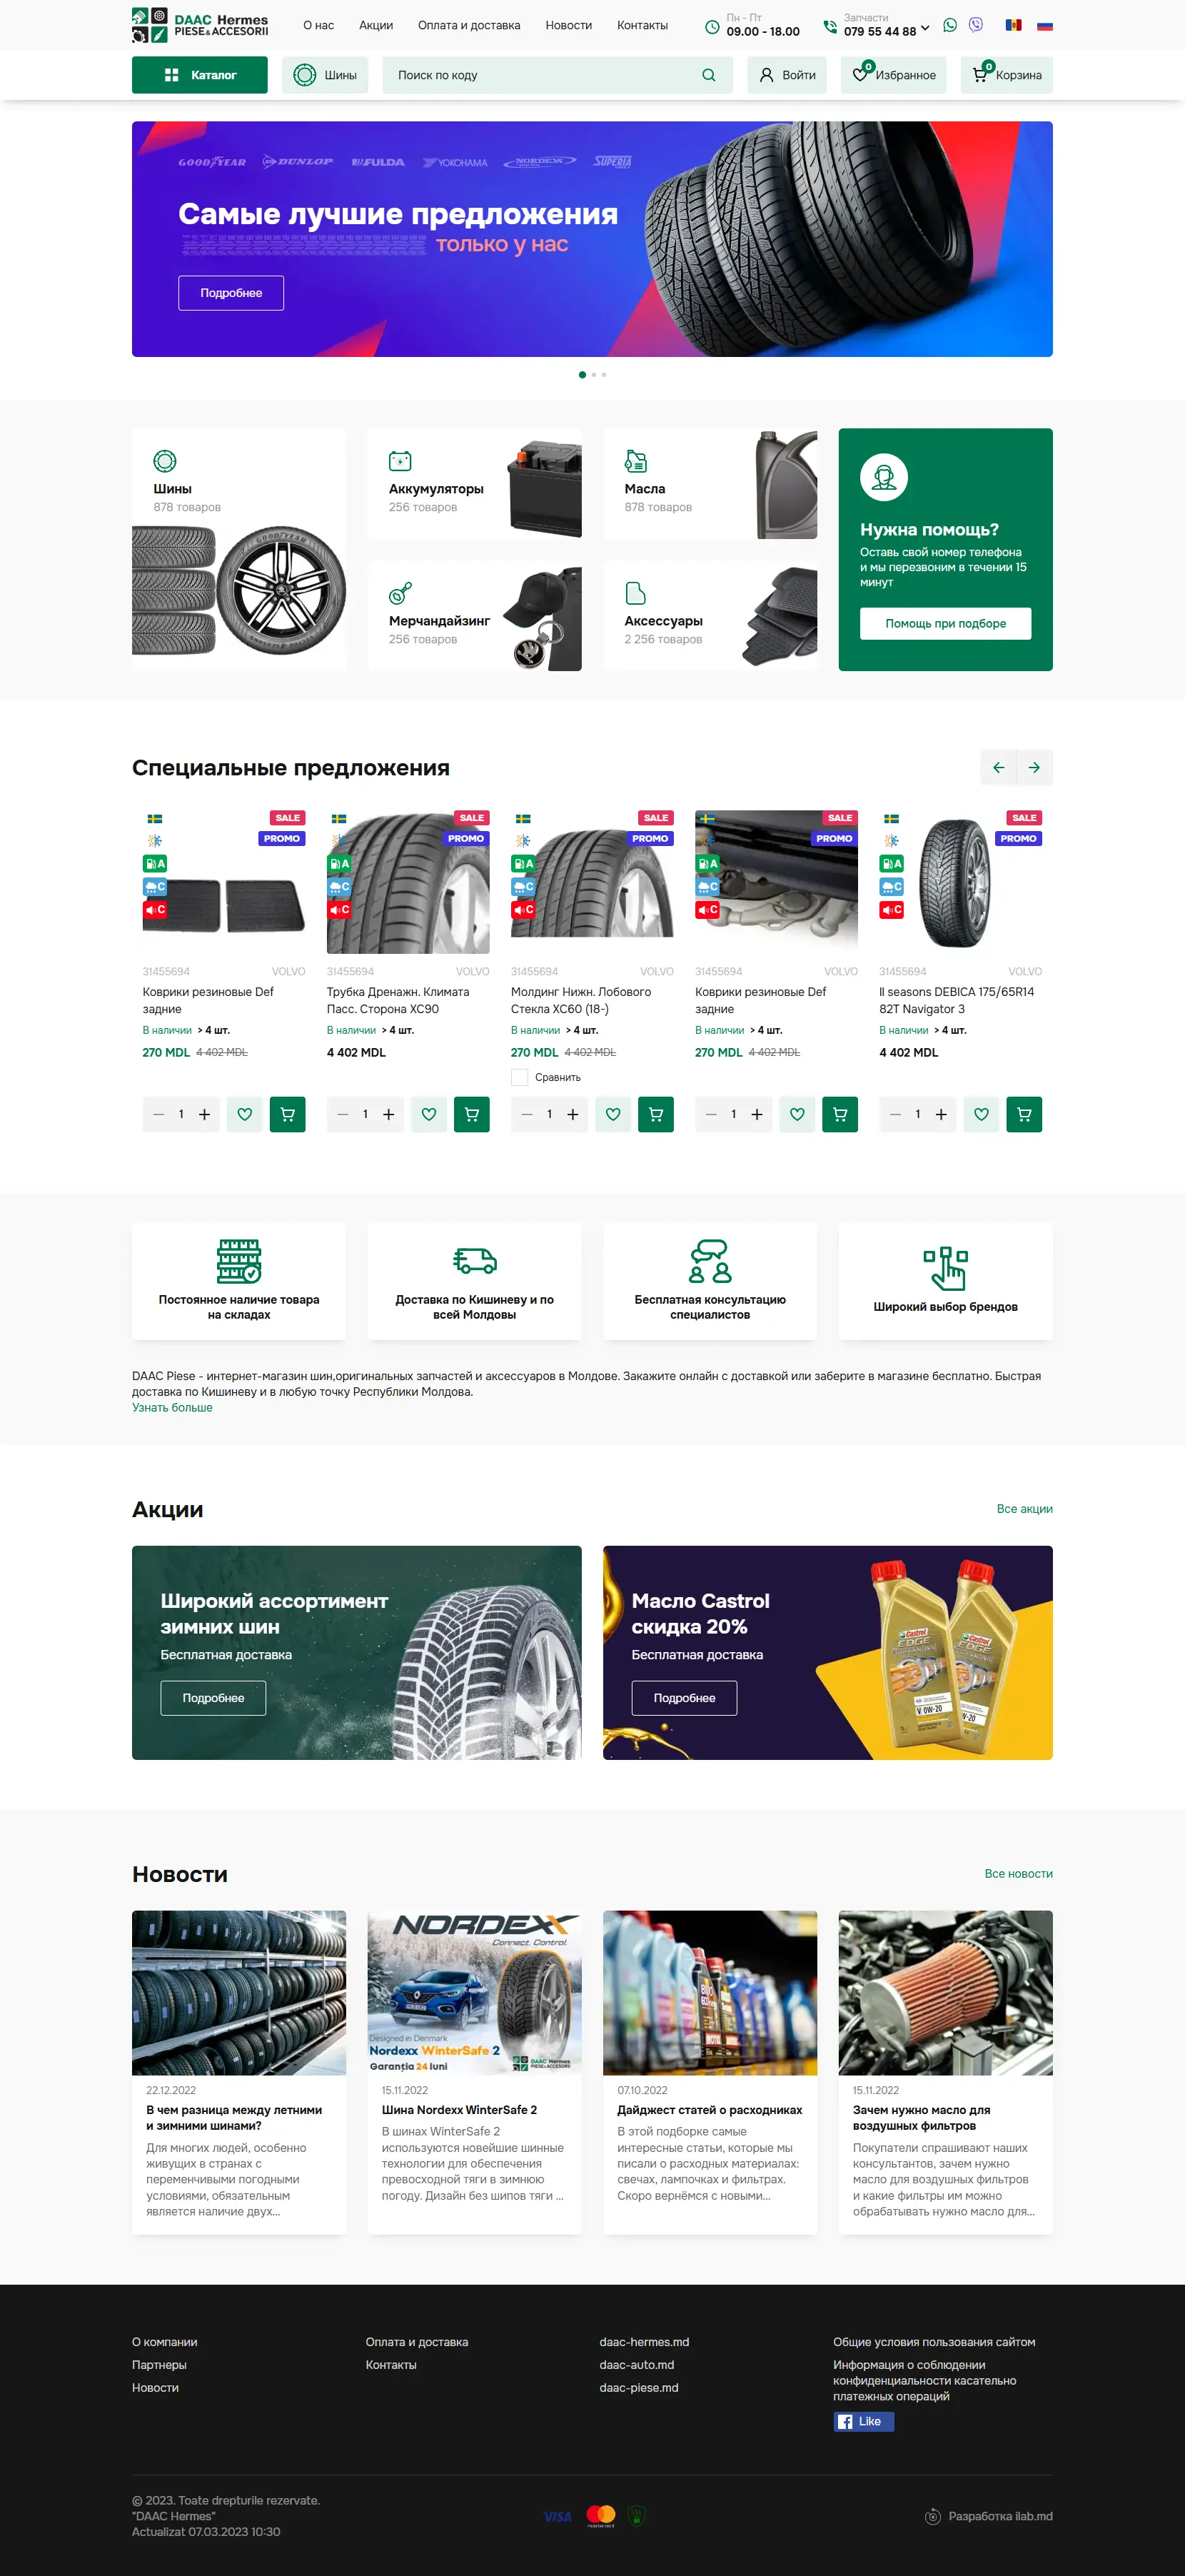 DAAC Hermes
PIESE & ACCESORII
О нас
Акции
Оплата и доставка
Новости
Контакты
Пн - Пт
09.00 - 18.00
Запчасти
079 55 44 88
Каталог
Шины
Поиск по коду
Войти
0
Избранное
0
Корзина
GOODYEAR
DUNLOP
FULDA
YOKOHAMA
NORDEXX
SUPERIA
Самые лучшие предложения
только у нас
Подробнее
Шины
878 товаров
GOODYEAR
Аккумуляторы
256 товаров
Масла
878 товаров
Мерчандайзинг
256 товаров
Аксессуары
2 256 товаров
Нужна помощь?
Оставь свой номер телефона
и мы перезвоним в течении 15
минут
Помощь при подборе
Специальные предложения
SALE
PROMO
A
C
C
31455694 VOLVO
Коврики резиновые Def
задние
В наличии > 4 шт.
270 MDL 4 402 MDL
1
SALE
PROMO
A
C
C
31455694 VOLVO
Трубка Дренажн. Климата
Пасс. Сторона XC90
В наличии > 4 шт.
4 402 MDL
1
SALE
PROMO
A
C
C
31455694 VOLVO
Молдинг Нижн. Лобового
Стекла XC60 (18-)
В наличии > 4 шт.
270 MDL 4 402 MDL
Сравнить
1
SALE
PROMO
A
C
C
31455694 VOLVO
Коврики резиновые Def
задние
В наличии > 4 шт.
270 MDL 4 402 MDL
1
SALE
PROMO
A
C
C
31455694 VOLVO
ll seasons DEBICA 175/65R14
82T Navigator 3
В наличии > 4 шт.
4 402 MDL
1
Постоянное наличие товара
на складах
Доставка по Кишиневу и по
всей Молдовы
Бесплатная консультацию
специалистов
Широкий выбор брендов
DAAC Piese - интернет-магазин шин,оригинальных запчастей и аксессуаров в Молдове. Закажите онлайн с доставкой или заберите в магазине бесплатно. Быстрая
доставка по Кишиневу и в любую точку Республики Молдова.
Узнать больше
Акции
Все акции
Широкий ассортимент
зимних шин
Бесплатная доставка
Подробнее
Масло Castrol
скидка 20%
Бесплатная доставка
Подробнее
Castrol
EDGE
V 0W-20
Castrol
EDGE
Новости
Все новости
22.12.2022
В чем разница между летними
и зимними шинами?
Для многих людей, особенно
живущих в странах с
переменчивыми погодными
условиями, обязательным
является наличие двух...
NORDEXX
Connect. Control.
Designed in Denmark
Nordexx WinterSafe 2
Garanția 24 luni
DAAC Hermes
PIESE & ACCESORII
15.11.2022
Шина Nordexx WinterSafe 2
В шинах WinterSafe 2
используются новейшие шинные
технологии для обеспечения
превосходной тяги в зимнюю
погоду. Дизайн без шипов тяги ...
07.10.2022
Дайджест статей о расходниках
В этой подборке самые
интересные статьи, которые мы
писали о расходных материалах:
свечах, лампочках и фильтрах.
Скоро вернёмся с новыми...
15.11.2022
Зачем нужно масло для
воздушных фильтров
Покупатели спрашивают наших
консультантов, зачем нужно
масло для воздушных фильтров
и какие фильтры им можно
обрабатывать нужно масло для...
О компании
Партнеры
Новости
Оплата и доставка
Контакты
daac-hermes.md
daac-auto.md
daac-piese.md
Общие условия пользования сайтом
Информация о соблюдении
конфиденциальности касательно
платежных операций
Like
© 2023. Toate drepturile rezervate.
"DAAC Hermes"
Actualizat 07.03.2023 10:30
VISA
mastercard
Разработка ilab.md